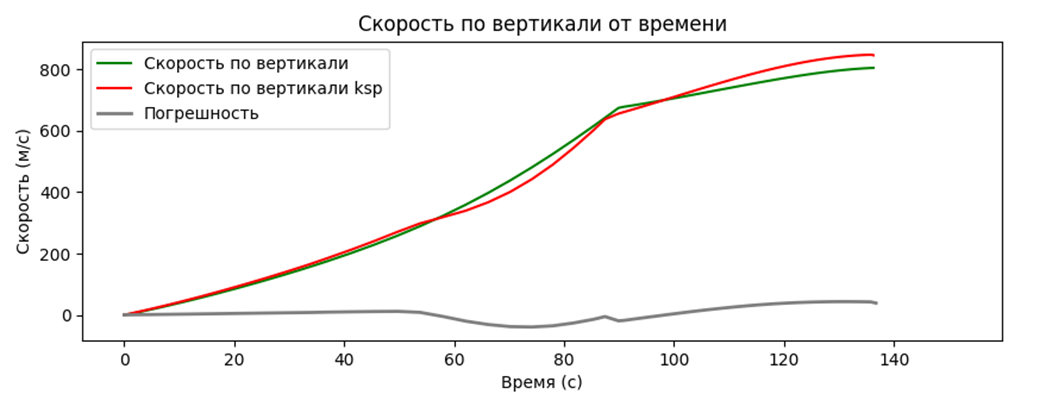 Скорость по вертикали от времени
Скорость по вертикали
Скорость по вертикали ksp
Погрешность
Скорость (м/с)
800
600
400
200
0
0 20 40 60 80 100 120 140
Время (с)